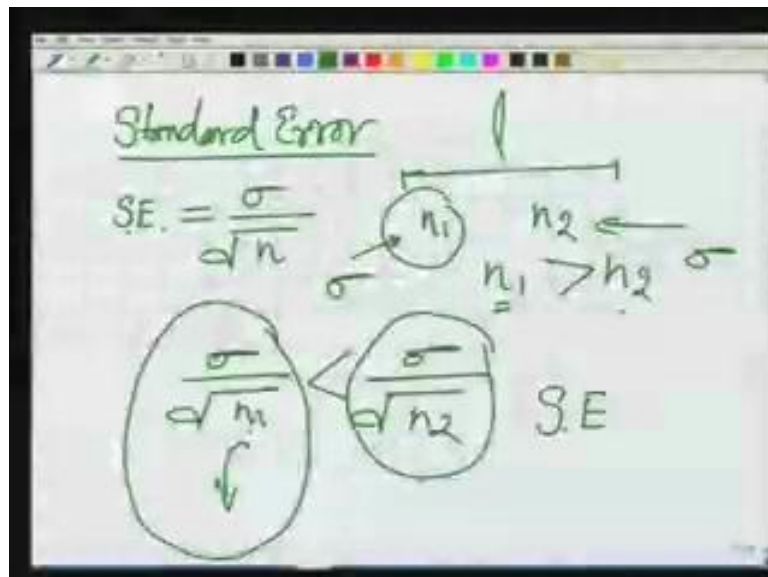 Standard Error
l
S.E. = σ / √n
n1 n2
σ σ
n1 > n2
σ / √n1 < σ / √n2
S.E